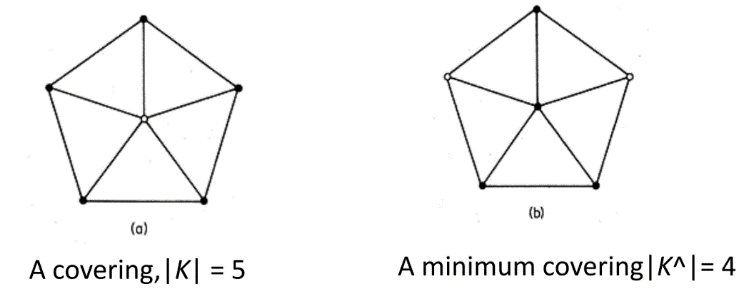 (a)
(b)
A covering, |K| = 5
A minimum covering|K^|= 4